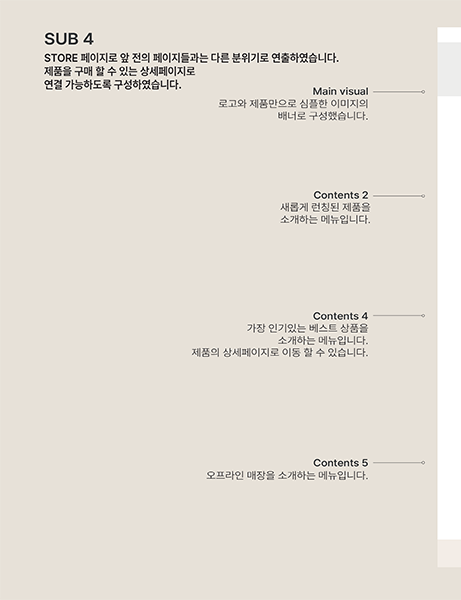 SUB 4
STORE 페이지로 앞 전의 페이지들과는 다른 분위기로 연출하였습니다.
제품을 구매 할 수 있는 상세페이지로
연결 가능하도록 구성하였습니다.
Main visual
로고와 제품만으로 심플한 이미지의
배너로 구성했습니다.
Contents 2
새롭게 런칭된 제품을
소개하는 메뉴입니다.
Contents 4
가장 인기있는 베스트 상품을
소개하는 메뉴입니다.
제품의 상세페이지로 이동 할 수 있습니다.
Contents 5
오프라인 매장을 소개하는 메뉴입니다.